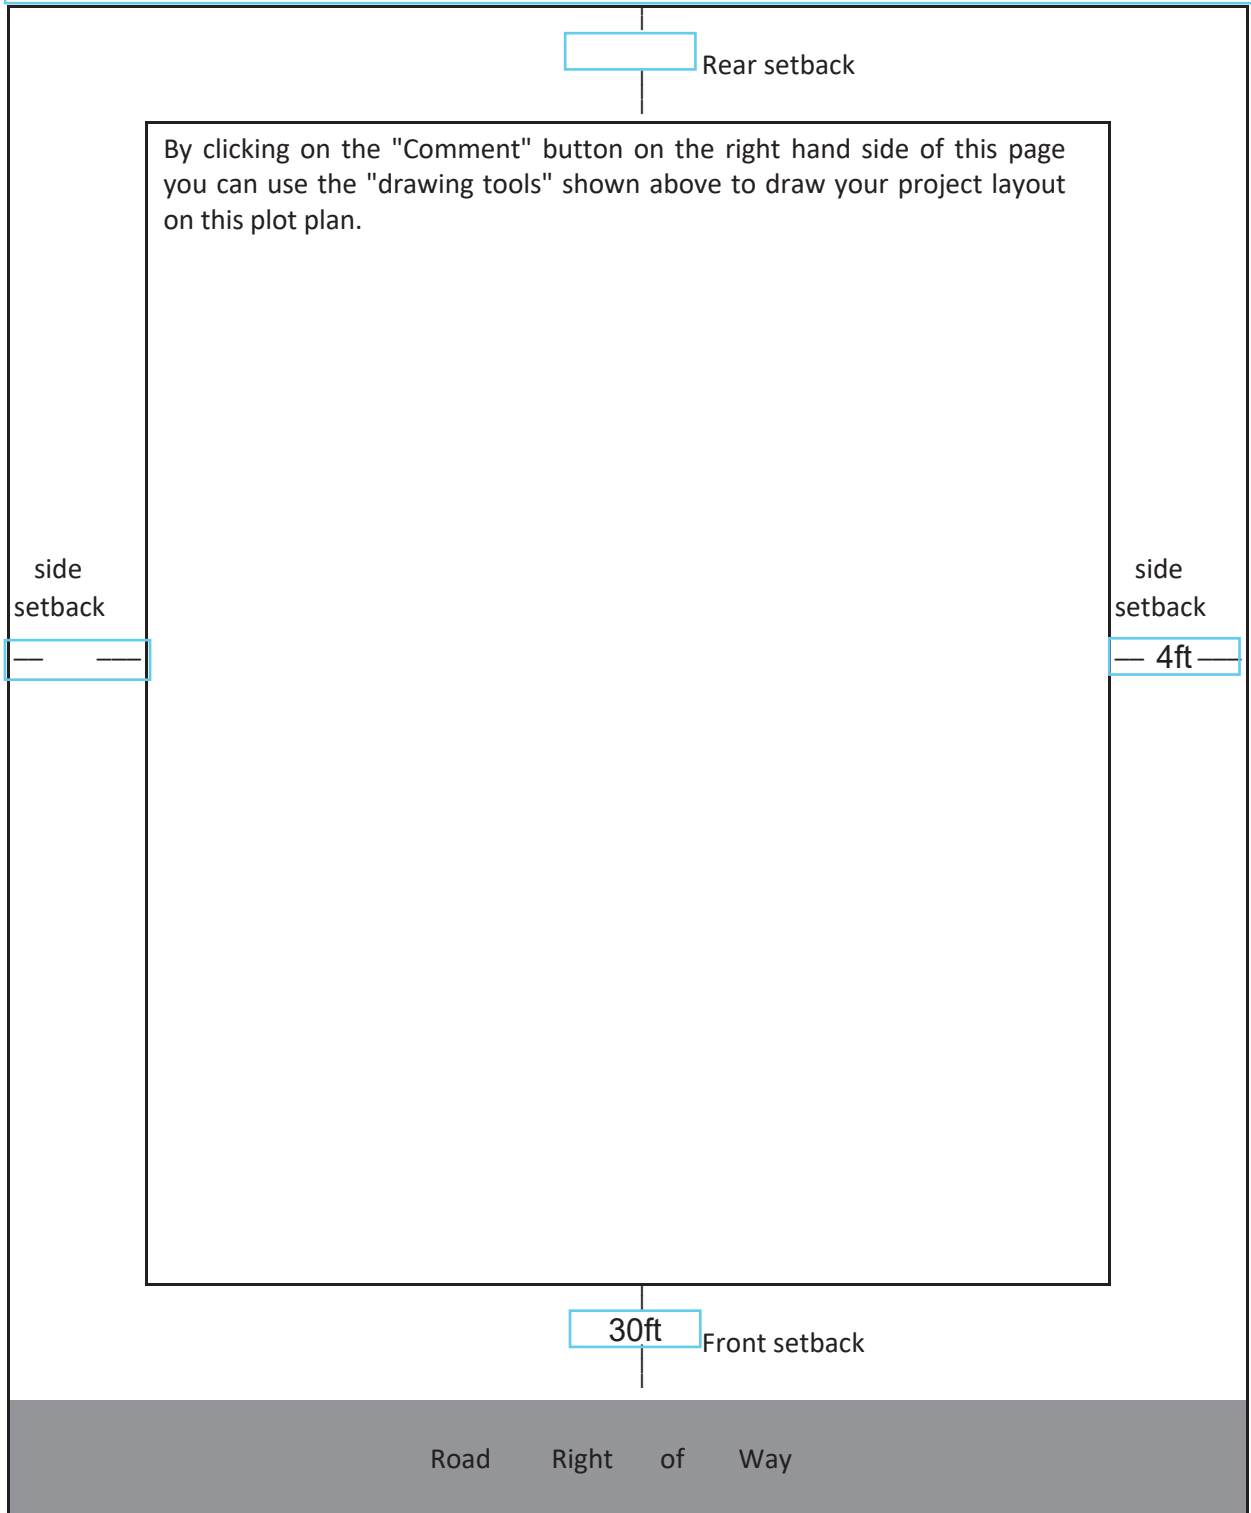 Rear setback
By clicking on the "Comment" button on the right hand side of this page
you can use the "drawing tools" shown above to draw your project layout
on this plot plan.
side
setback
side
setback
4ft
30ft
Front setback
Road Right of Way